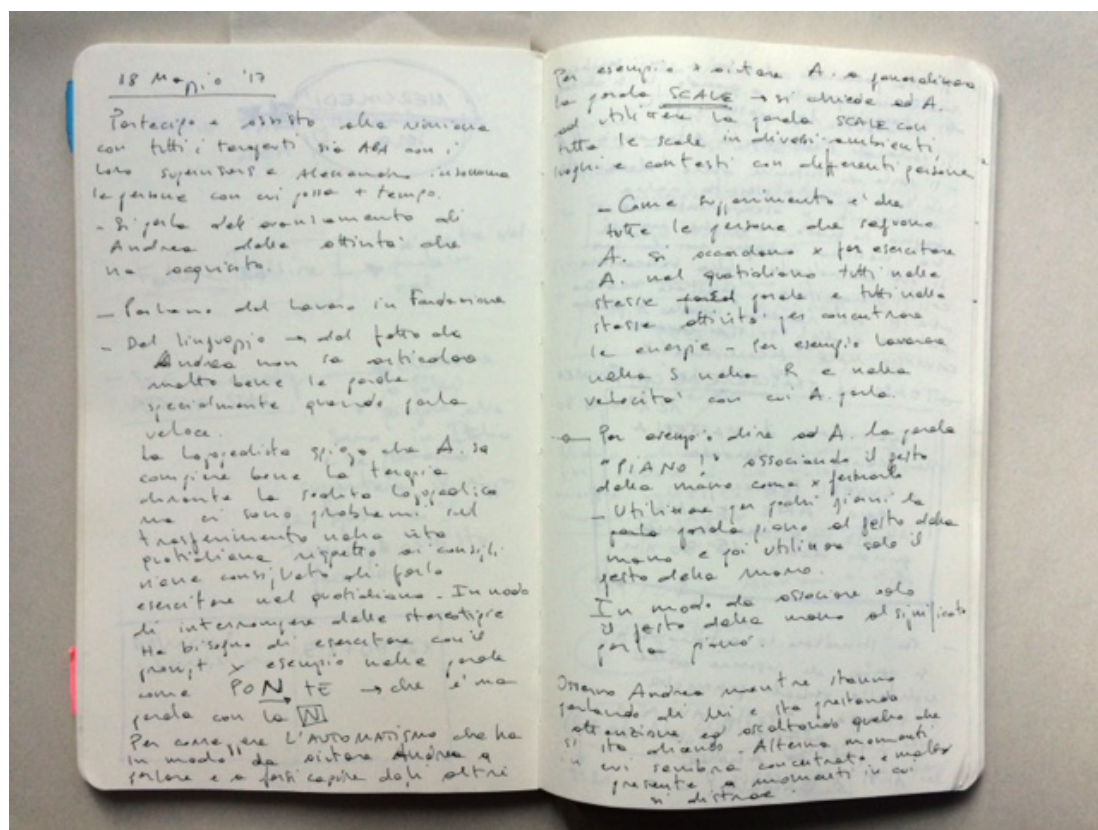 18 Maggio '17
Partecipo e assisto alla riunione
con tutti i terapenti sia ABA con i
loro supervisors e Alessandro insomma
le persone con cui passa + tempo.
- Si parla dell'avanzamento di
Andrea delle attività che
ha acquisito
- Parlano del lavoro in Fondazione
- Del linguaggio → del fatto che
Andrea non sa articolare
molto bene le parole
specialmente quando parla
veloce.
La logopedista spiega che A. sa
compiere bene la terapia
durante la seduta logopedica
ma ci sono problemi sul
trasferimento nella vita
quotidiana rispetto ai consigli
viene consigliato di farlo
esercitare nel quotidiano - In modo
di interrompere delle stereotipie
Ha bisogno di esercitare con il
prompt x esempio nelle parole
come PONTE → che è una
parola con la N
Per correggere L'AUTOMATISMO che ha
in modo da aiutare Andrea a
parlare e a farsi capire dagli altri
Per esempio x aiutare A. a generalizzare
la parola SCALE → si chiede ad A.
ad utilizzare la parola SCALE con
tutte le scale in diversi ambienti
luoghi e contesti con differenti persone
- Come suggerimento è che
tutte le persone che seguono
A. si accordano x far esercitare
A. nel quotidiano tutti nelle
stesse parole e tutti nelle
stesse attività per concentrare
le energie - Per esempio lavorare
nella S nella R e nella
velocità con cui A. parla.
- Per esempio dire ad A. la parola
"PIANO!" associando il gesto
della mano come x fermarlo
- Utilizzare per pochi giorni la
parola piano al gesto della
mano e poi utilizzare solo il
gesto della mano.
In modo da associare solo
il gesto della mano al significato
parla piano.
Osservo Andrea mentre stanno
parlando di lui e sta prestando
attenzione ed ascoltando quello che
si sta dicendo. Alterna momenti
in cui sembra concentrato e molto
presente a momenti in cui
si distrae.